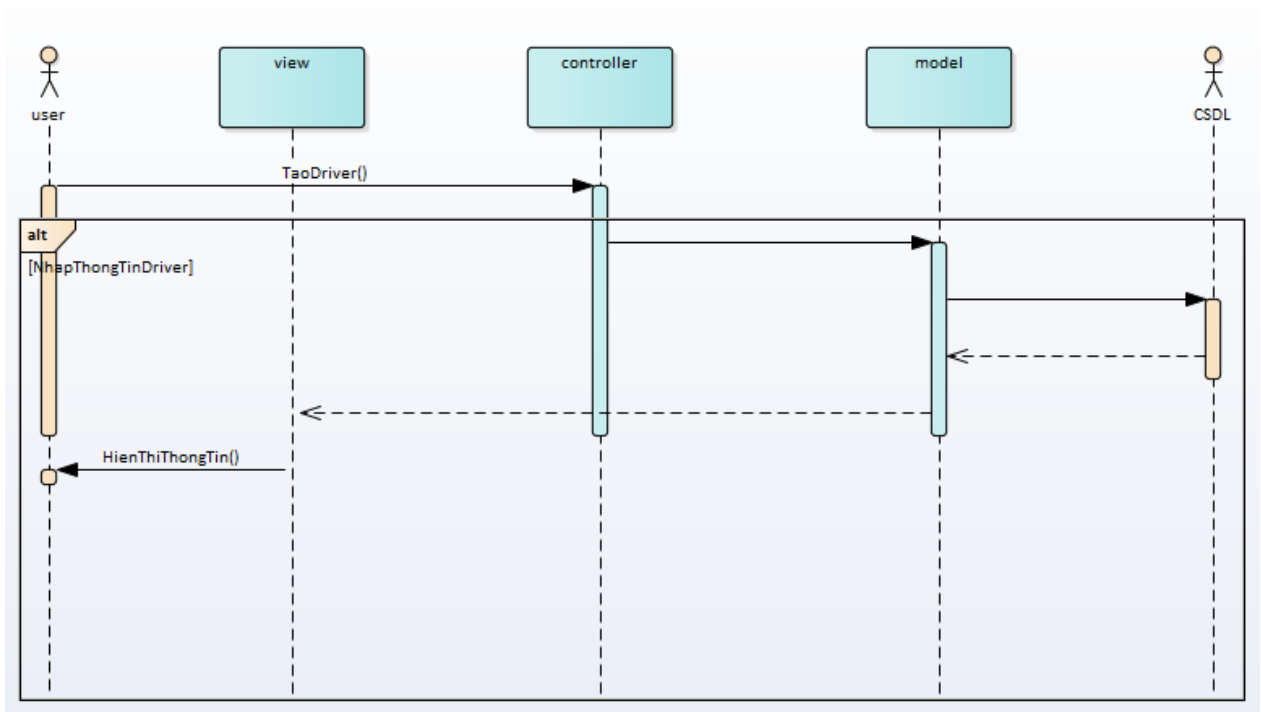 view
controller
model
user
CSDL
TaoDriver()
alt
[NhapThongTinDriver]
HienThiThongTin()